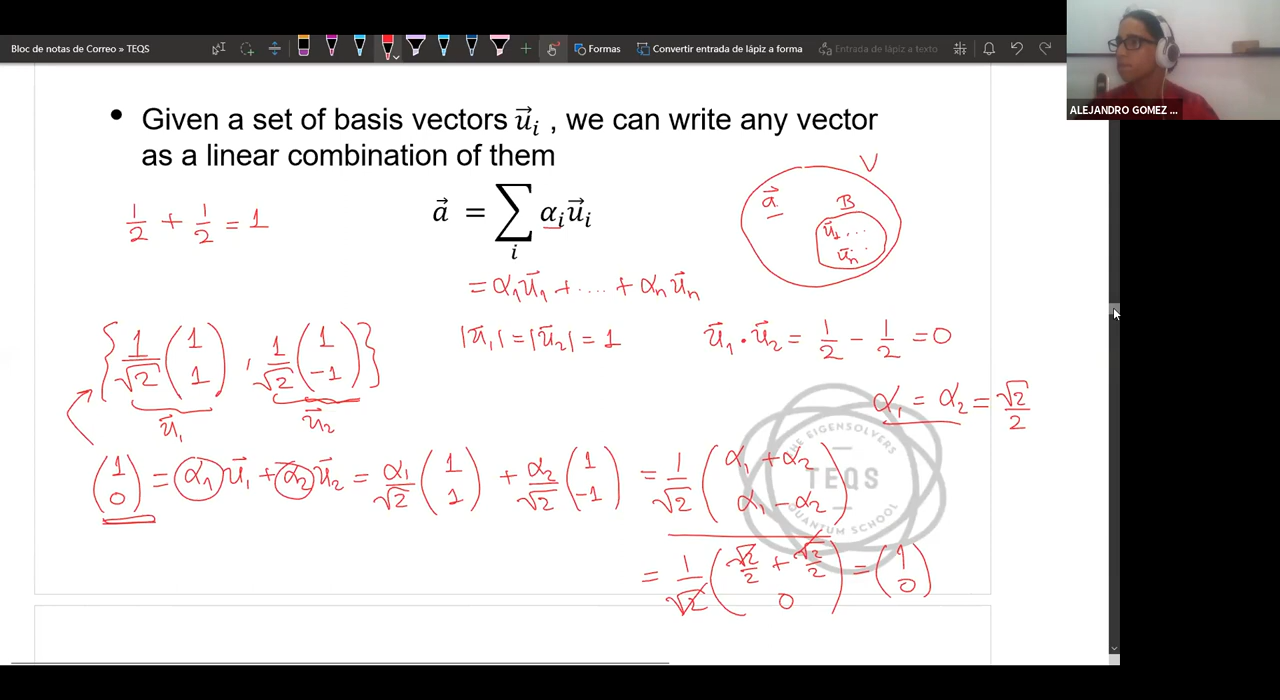 Bloc de notas de Correo » TEQS
Formas
Convertir entrada de lápiz a forma
Entrada de lápiz a texto
ALEJANDRO GOMEZ ...
• Given a set of basis vectors u⃗ᵢ , we can write any vector
as a linear combination of them
1/2 + 1/2 = 1
a⃗ = ∑ᵢ αᵢu⃗ᵢ
V
a⃗
B
u⃗₁ ...
u⃗ₙ ..
= α₁u⃗₁ + .... + αₙu⃗ₙ
{ 1/√2 (1 1) , 1/√2 (1 -1) }
u⃗₁
u⃗₂
|u⃗₁| = |u⃗₂| = 1
u⃗₁ · u⃗₂ = 1/2 − 1/2 = 0
α₁ = α₂ = √2/2
(1 0) = α₁u⃗₁ + α₂u⃗₂ = α₁/√2 (1 1) + α₂/√2 (1 -1) = 1/√2 (α₁ + α₂ α₁ − α₂)
= 1/√2 (√2/2 + √2/2 0) = (1 0)
THE EIGENSOLVERS
TEQS
QUANTUM SCHOOL